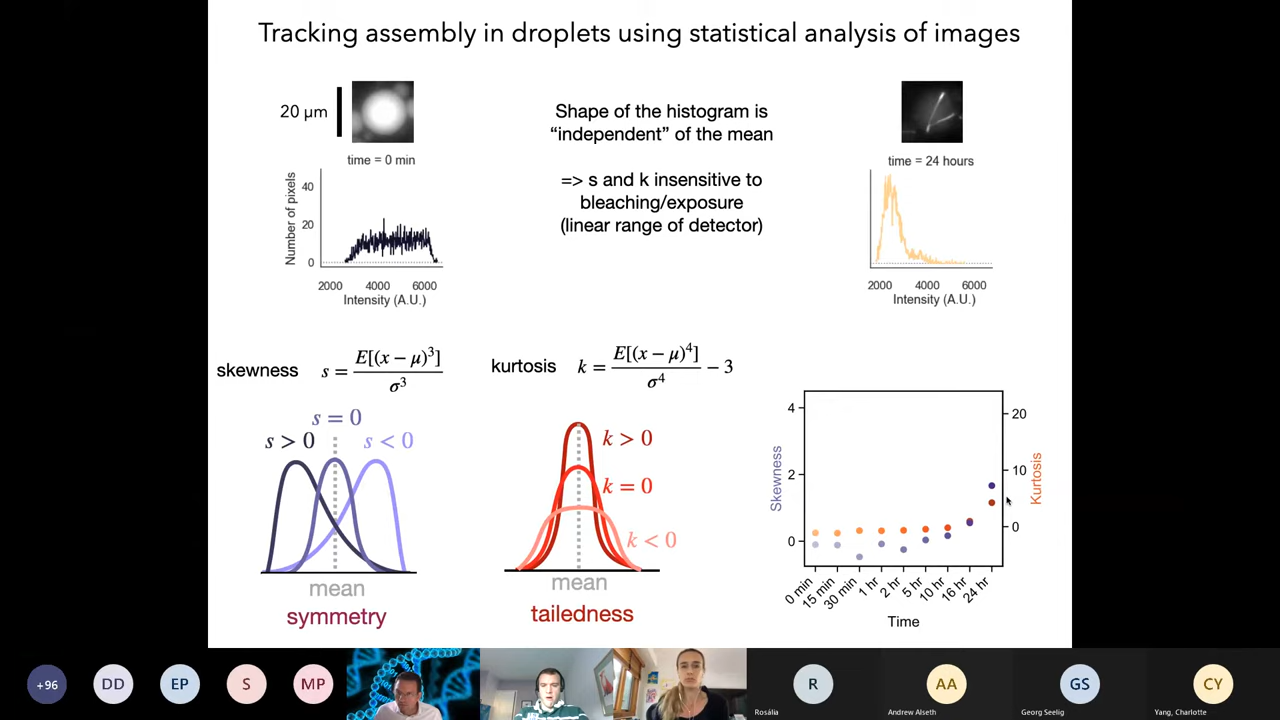 Tracking assembly in droplets using statistical analysis of images
20 μm
time = 0 min
Number of pixels
40
20
0
2000 4000 6000
Intensity (A.U.)
Shape of the histogram is
“independent” of the mean
=> s and k insensitive to
bleaching/exposure
(linear range of detector)
time = 24 hours
2000 4000 6000
Intensity (A.U.)
skewness s = E[(x − μ)³] / σ³
s = 0
s > 0 s < 0
mean
symmetry
kurtosis k = E[(x − μ)⁴] / σ⁴ − 3
k > 0
k = 0
k < 0
mean
tailedness
Skewness
4
2
0
20
10
0
Kurtosis
0 min 15 min 30 min 1 hr 2 hr 5 hr 10 hr 16 hr 24 hr
Time
+96 DD EP S MP R AA GS CY
Rosália Andrew Alseth Georg Seelig Yang, Charlotte